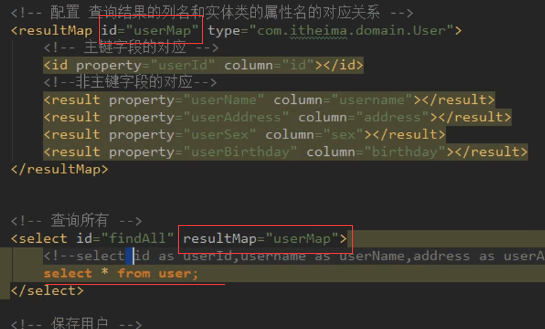 <!-- 配置 查询结果的列名和实体类的属性名的对应关系 -->
<resultMap id="userMap" type="com.itheima.domain.User">
<!-- 主键字段的对应 -->
<id property="userId" column="id"></id>
<!--非主键字段的对应-->
<result property="userName" column="username"></result>
<result property="userAddress" column="address"></result>
<result property="userSex" column="sex"></result>
<result property="userBirthday" column="birthday"></result>
</resultMap>
<!-- 查询所有 -->
<select id="findAll" resultMap="userMap">
<!--select id as userId,username as userName,address as userA
select * from user;
</select>
<!-- 保存用户 -->